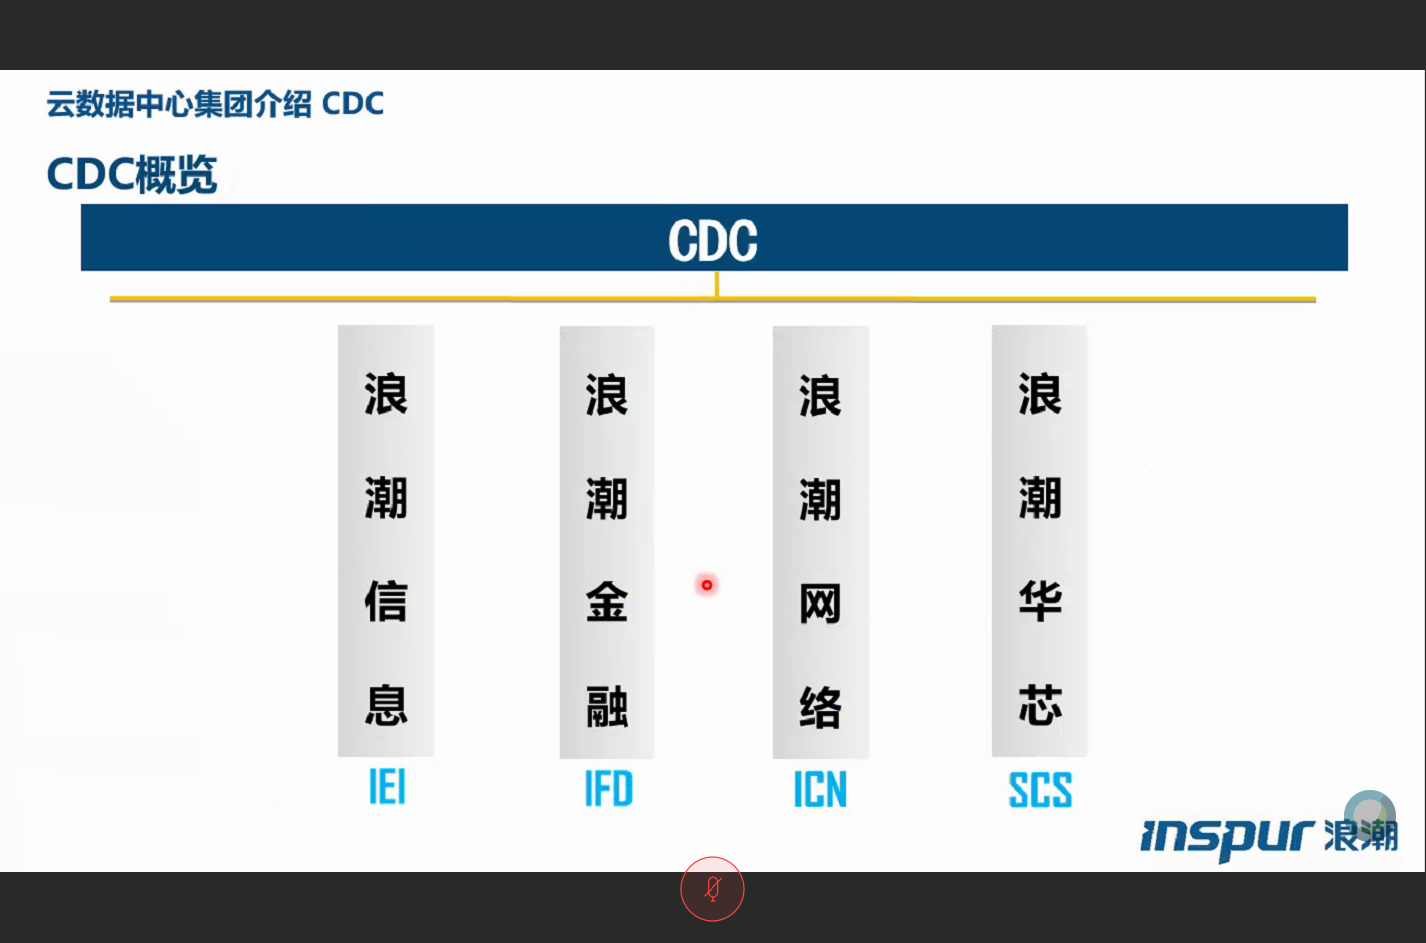 云数据中心集团介绍 CDC
CDC概览
CDC
浪潮信息
IEI
浪潮金融
IFD
浪潮网络
ICN
浪潮华芯
SCS
inspur 浪潮